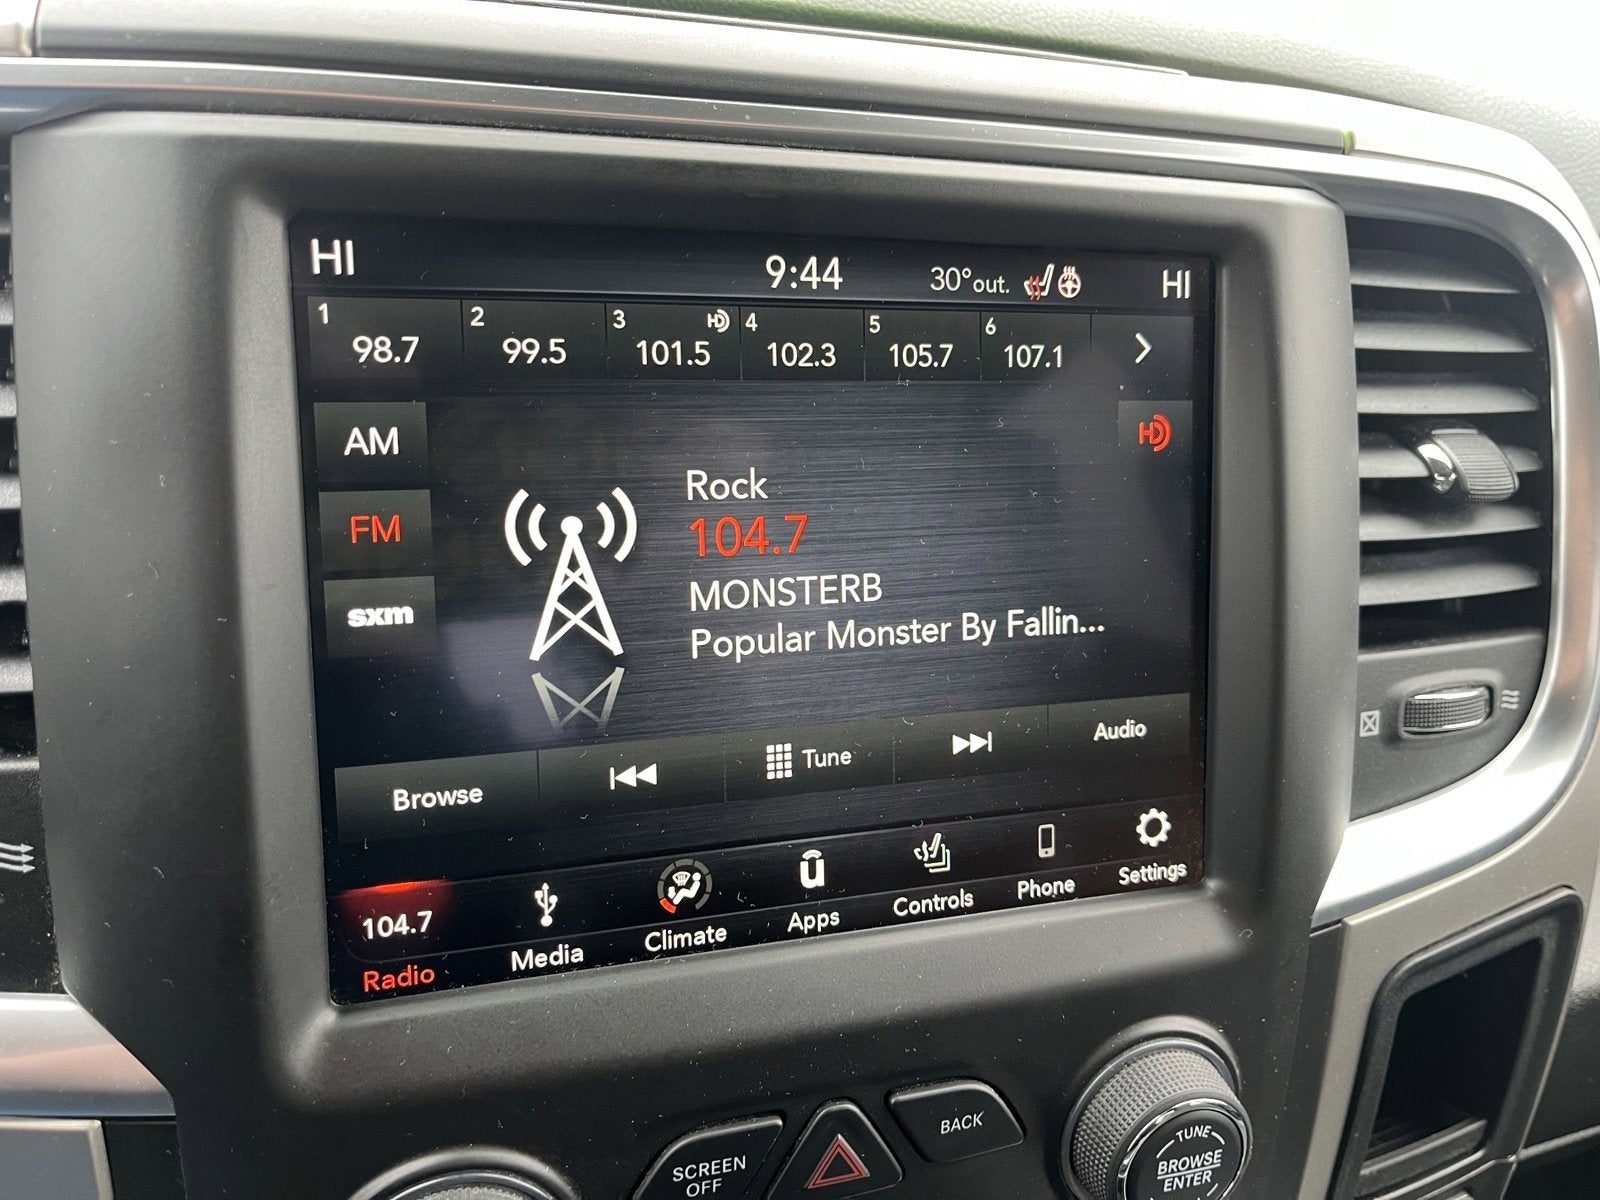 HI 9:44 30° out. HI
1 98.7 2 99.5 3 101.5 HD 4 102.3 5 105.7 6 107.1
AM
HD
FM
sxm
Rock
104.7
MONSTERB
Popular Monster By Fallin...
Browse Tune Audio
104.7
Radio Media Climate Apps Controls Phone Settings
SCREEN
OFF
BACK
TUNE
BROWSE
ENTER